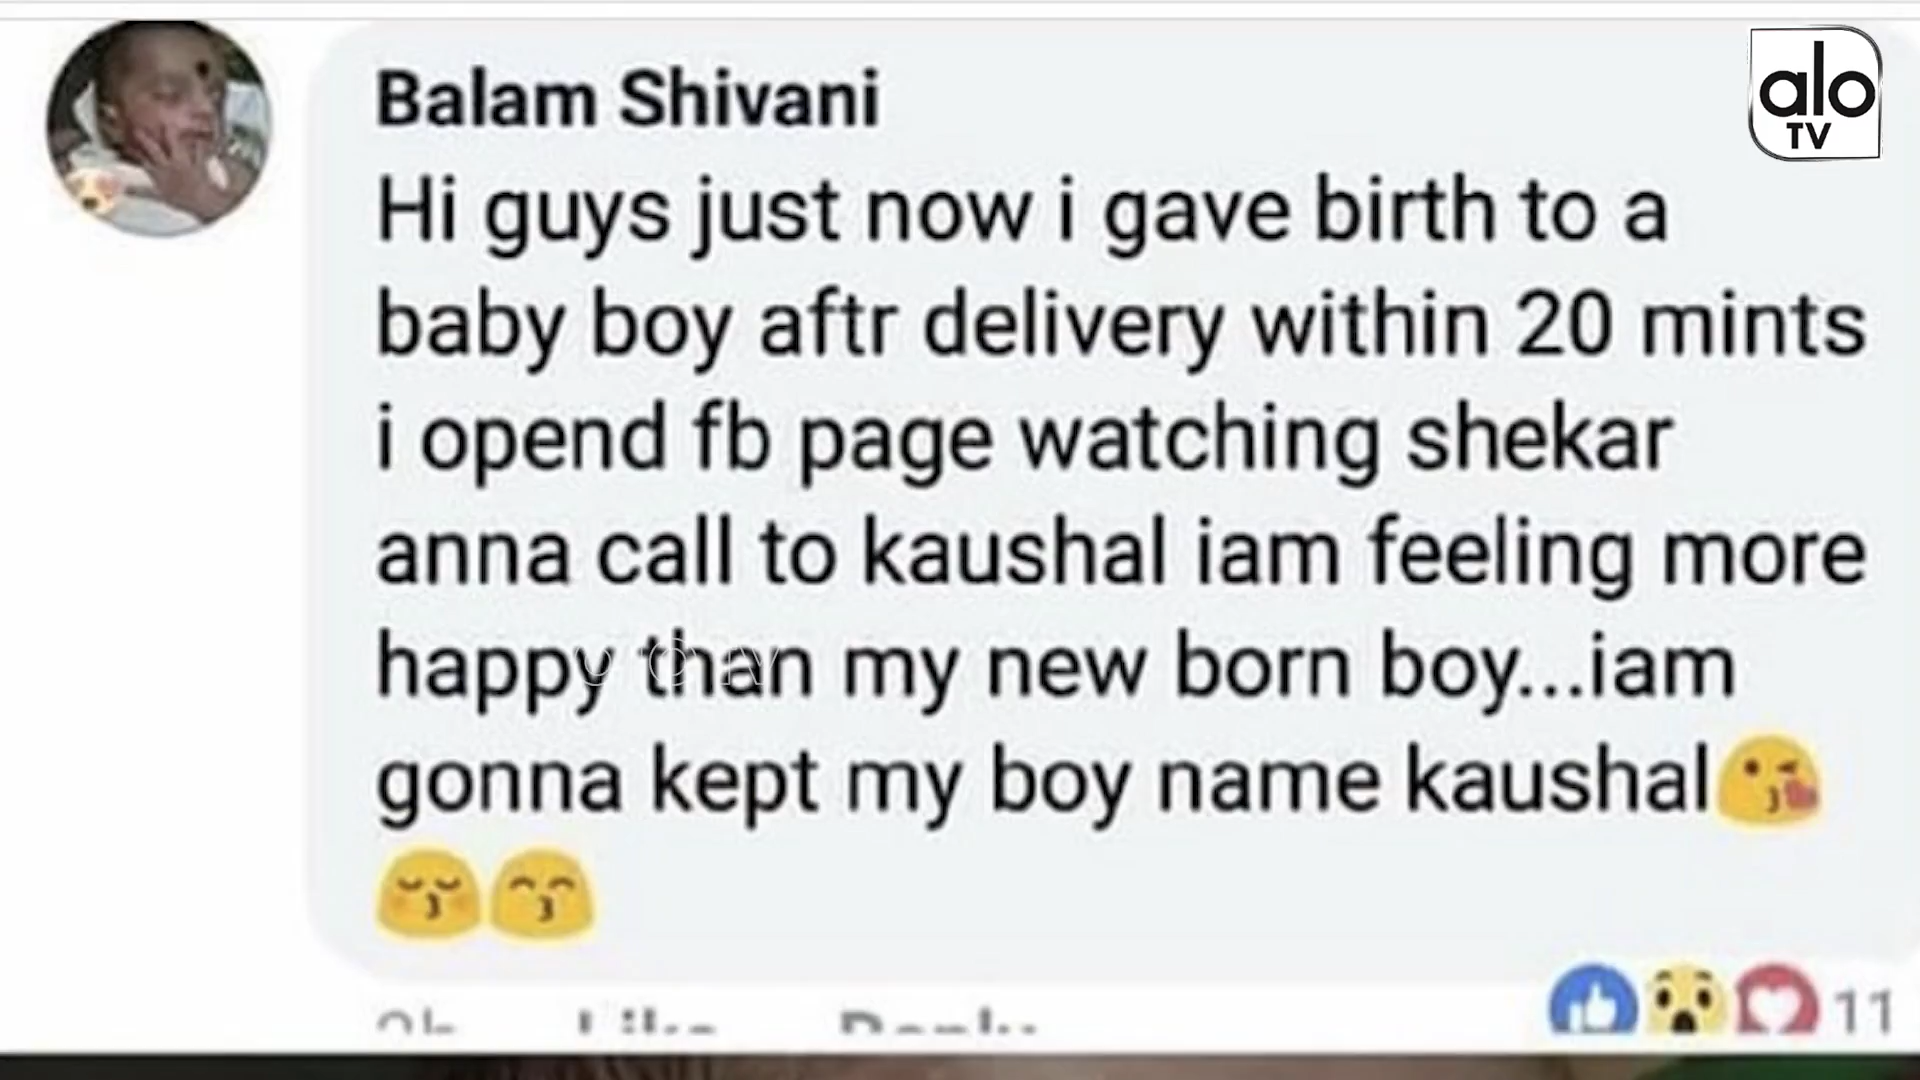 Balam Shivani
alo
TV
Hi guys just now i gave birth to a
baby boy aftr delivery within 20 mints
i opend fb page watching shekar
anna call to kaushal iam feeling more
happy than my new born boy...iam
gonna kept my boy name kaushal😘
😚😙
11